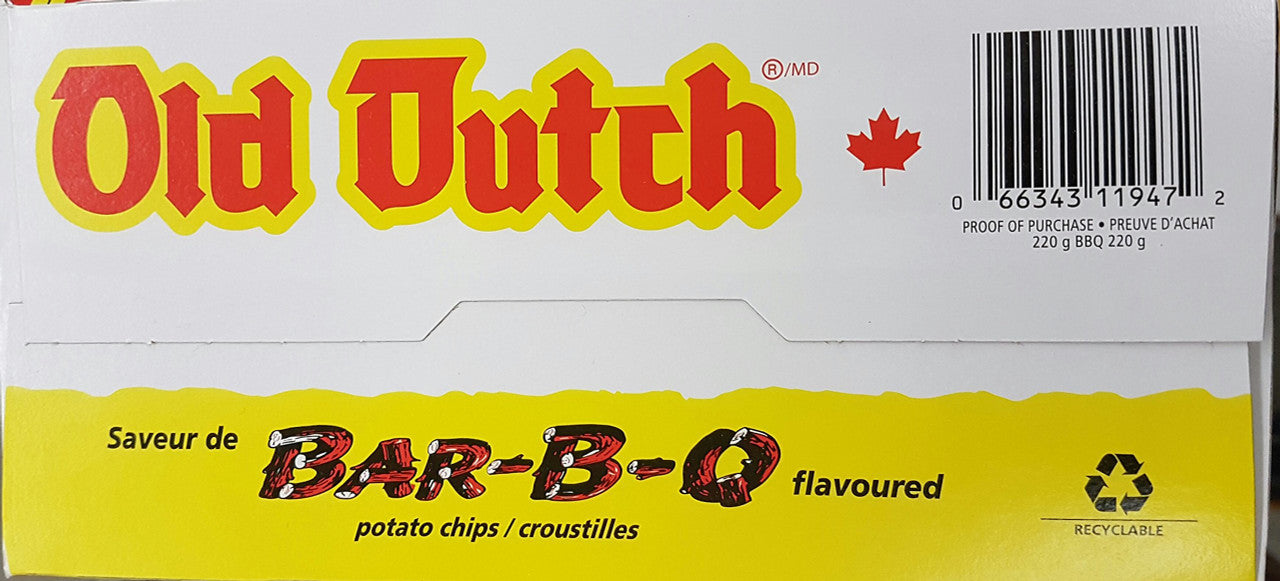 Old Dutch ®/MD
0 66343 11947 2
PROOF OF PURCHASE • PREUVE D'ACHAT
220 g BBQ 220 g
Saveur de BAR-B-Q flavoured
potato chips / croustilles
RECYCLABLE